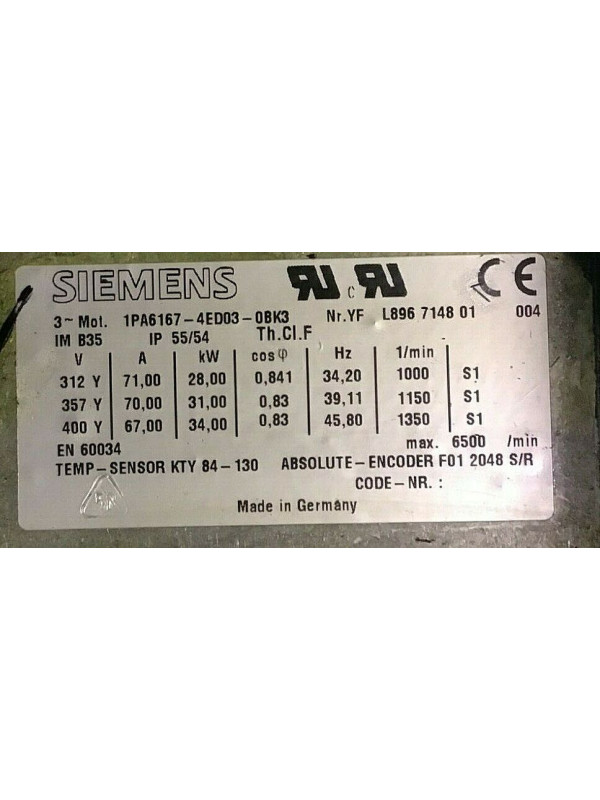 SIEMENS
3~ Mot. 1PA6167-4ED03-0BK3 Nr.YF L896 7148 01 004
IM B35 IP 55/54 Th.Cl.F
V A kW cosφ Hz 1/min
312 Y 71,00 28,00 0,841 34,20 1000 S1
357 Y 70,00 31,00 0,83 39,11 1150 S1
400 Y 67,00 34,00 0,83 45,80 1350 S1
EN 60034 max. 6500 /min
TEMP-SENSOR KTY 84-130 ABSOLUTE-ENCODER F01 2048 S/R
CODE-NR. :
Made in Germany